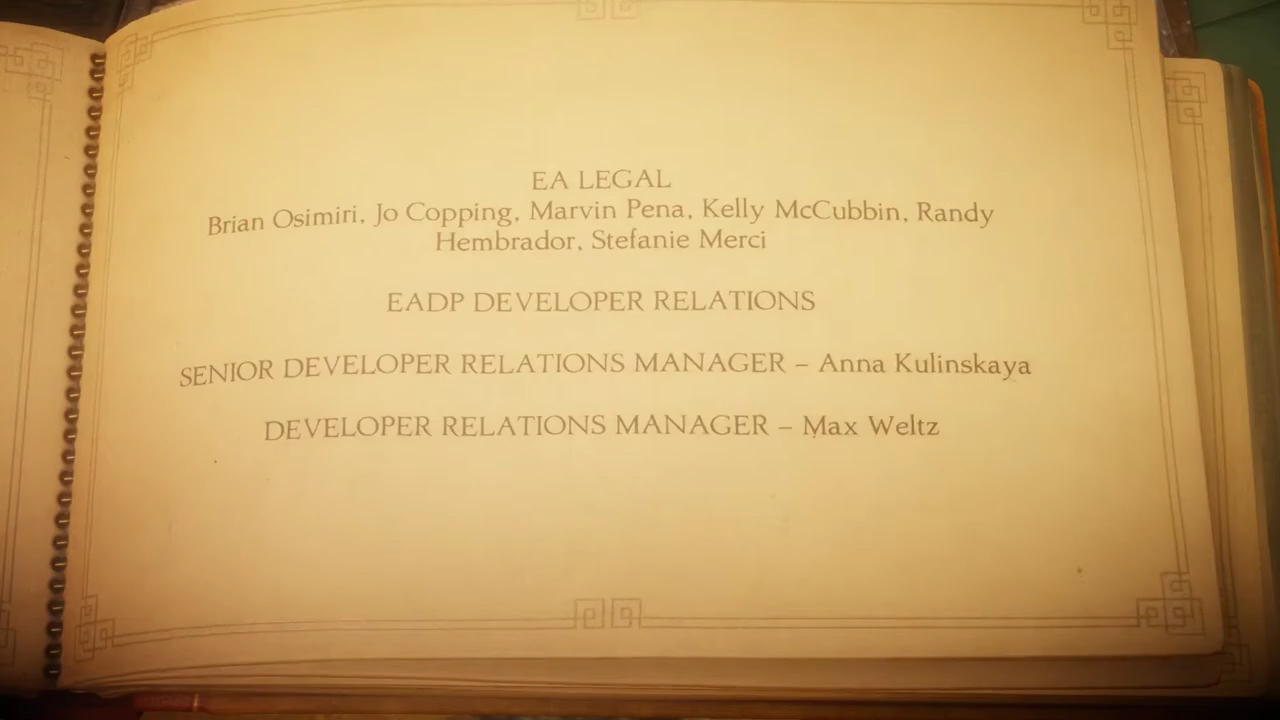 EA LEGAL
Brian Osimiri, Jo Copping, Marvin Pena, Kelly McCubbin, Randy
Hembrador, Stefanie Merci
EADP DEVELOPER RELATIONS
SENIOR DEVELOPER RELATIONS MANAGER – Anna Kulinskaya
DEVELOPER RELATIONS MANAGER – Max Weltz